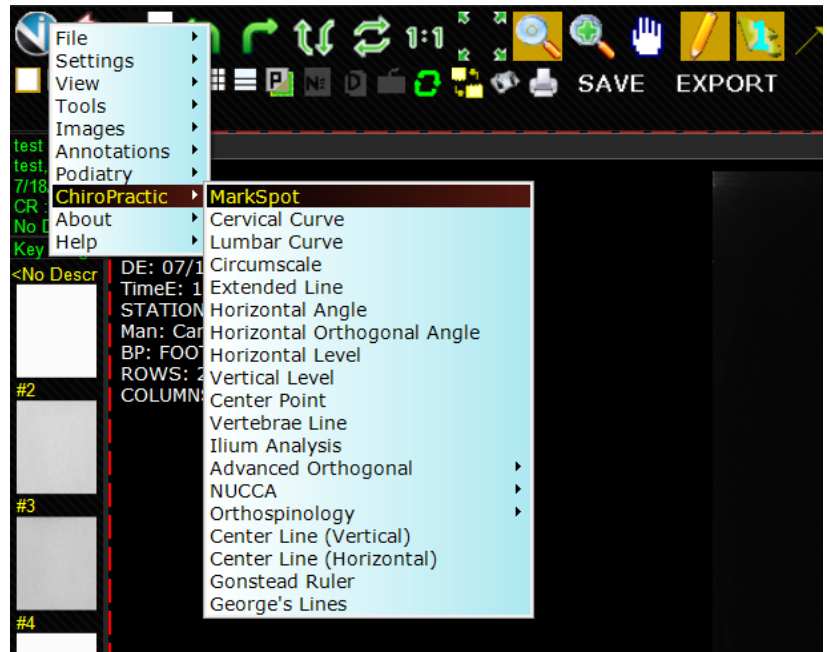 1:1
SAVE EXPORT
File
Settings
View
Tools
Images
Annotations
Podiatry
ChiroPractic
About
Help
MarkSpot
Cervical Curve
Lumbar Curve
Circumscale
Extended Line
Horizontal Angle
Horizontal Orthogonal Angle
Horizontal Level
Vertical Level
Center Point
Vertebrae Line
Ilium Analysis
Advanced Orthogonal
NUCCA
Orthospinology
Center Line (Vertical)
Center Line (Horizontal)
Gonstead Ruler
George's Lines
test
test,
7/18
CR :
No D
Key
<No Descr
#2
#3
#4
DE: 07/1
TimeE: 1
STATION
Man: Car
BP: FOOT
ROWS: 2
COLUMNS